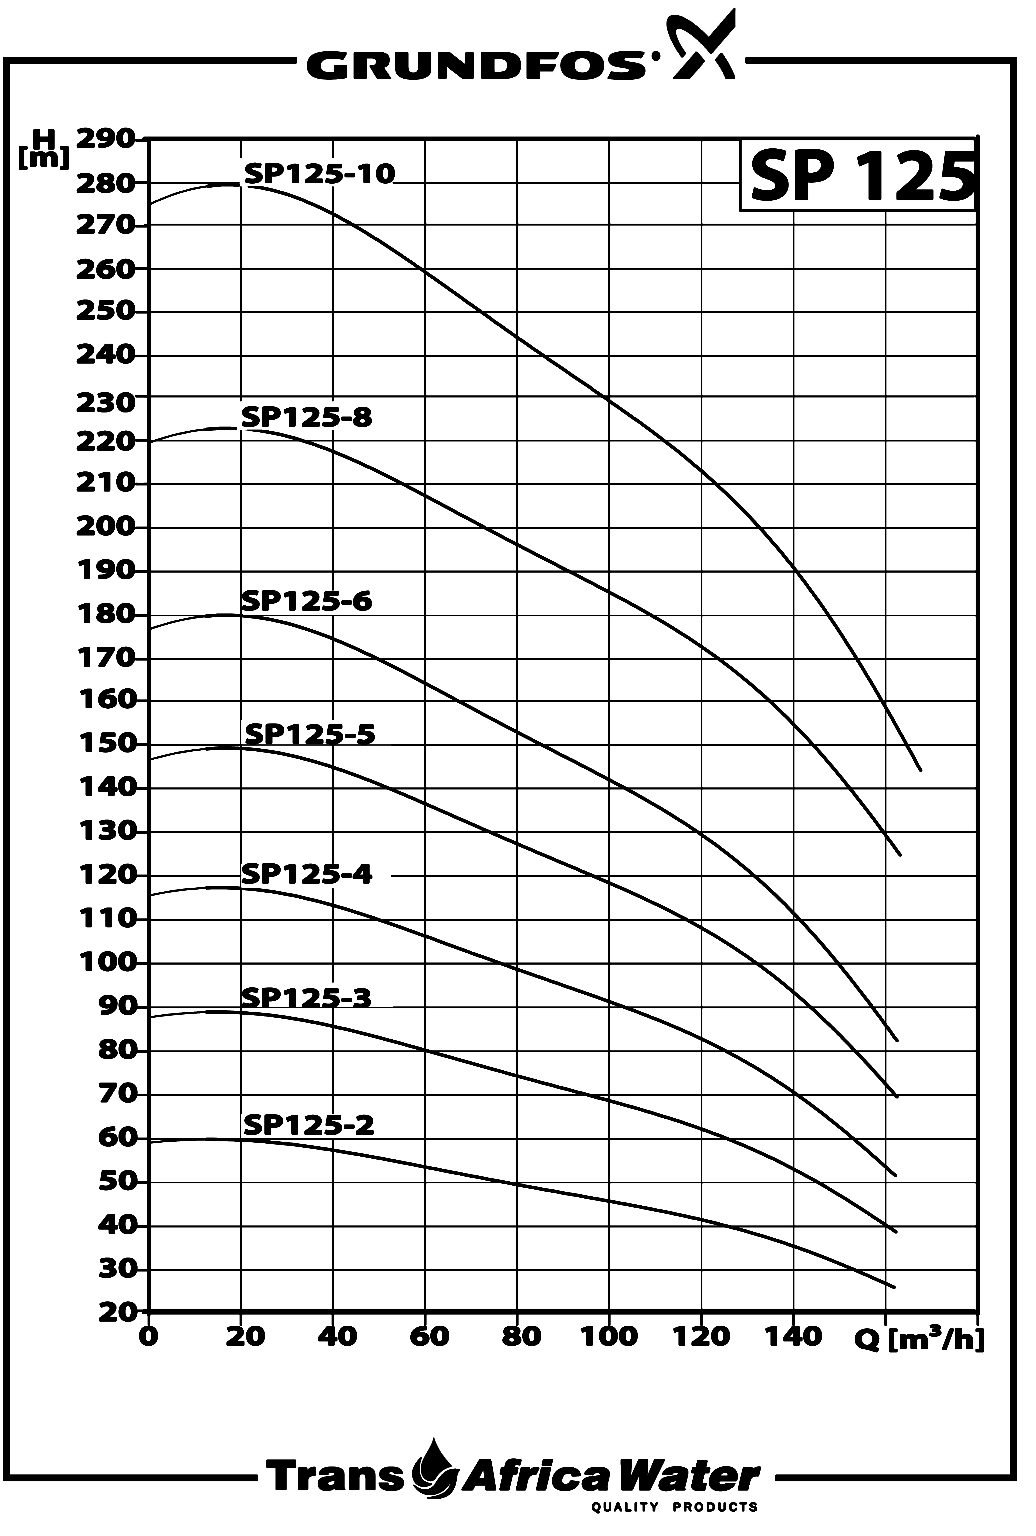 GRUNDFOS
H
[m]
SP 125
290
280
270
260
250
240
230
220
210
200
190
180
170
160
150
140
130
120
110
100
90
80
70
60
50
40
30
20
SP125-10
SP125-8
SP125-6
SP125-5
SP125-4
SP125-3
SP125-2
0 20 40 60 80 100 120 140 Q [m³/h]
Trans Africa Water
QUALITY PRODUCTS